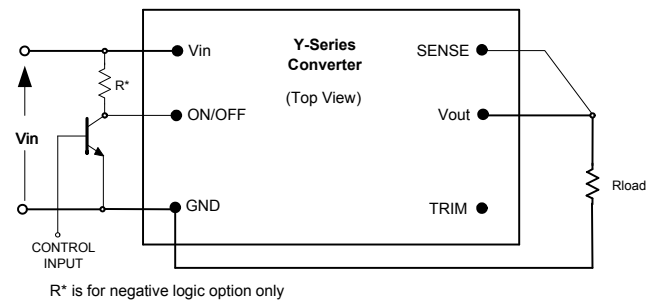 Y-Series
Converter
(Top View)
Vin
SENSE
R*
ON/OFF
Vout
Vin
Rload
GND
TRIM
CONTROL
INPUT
R* is for negative logic option only